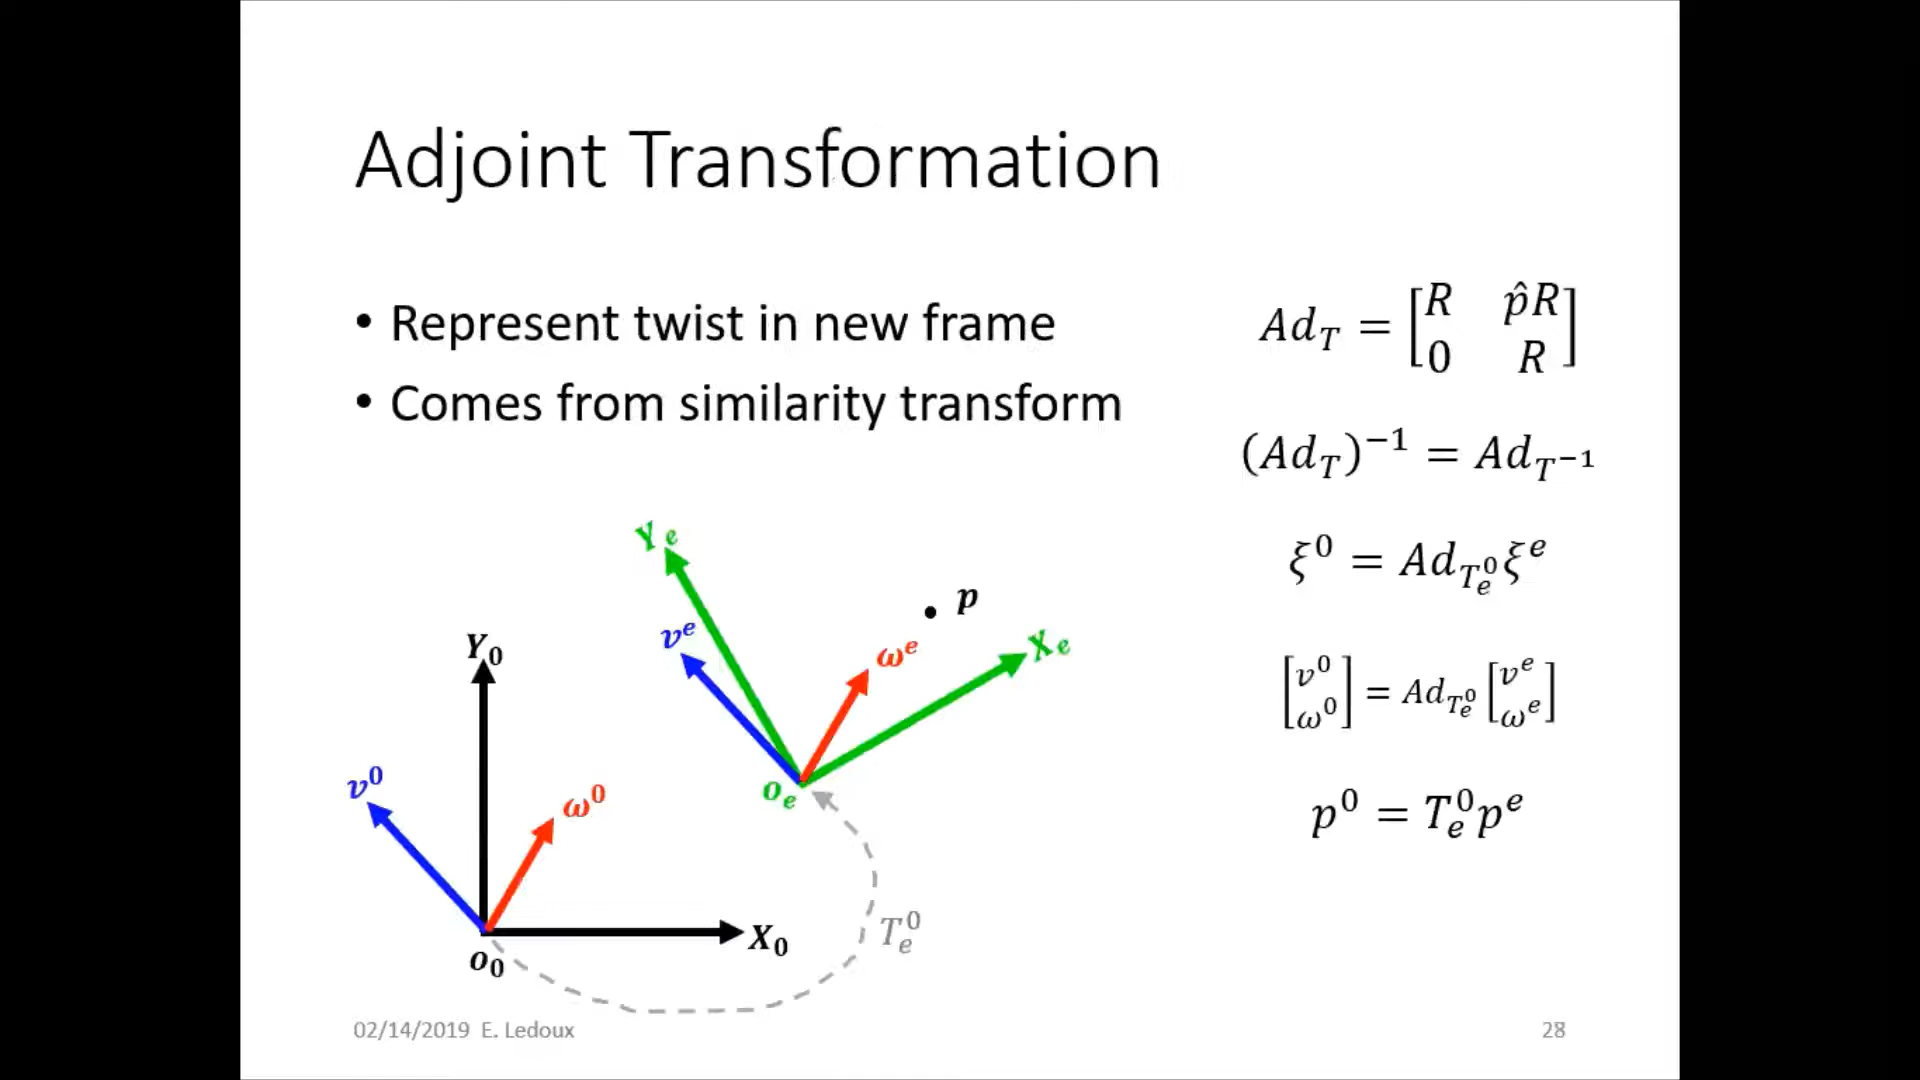 Adjoint Transformation
• Represent twist in new frame
• Comes from similarity transform
Ad_T = [R p̂R; 0 R]
(Ad_T)^{-1} = Ad_{T^{-1}}
ξ^0 = Ad_{T_e^0} ξ^e
[v^0; ω^0] = Ad_{T_e^0} [v^e; ω^e]
p^0 = T_e^0 p^e
Y_e
p
v^e
ω^e
X_e
Y_0
v^0
ω^0
o_e
T_e^0
X_0
o_0
02/14/2019 E. Ledoux